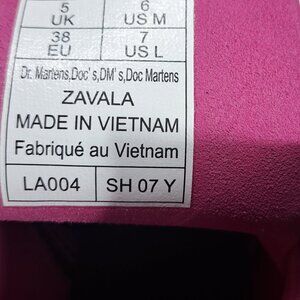 5 6
UK US M
38 7
EU US L
Dr. Martens,Doc's,DM's,Doc Martens
ZAVALA
MADE IN VIETNAM
Fabriqué au Vietnam
LA004 SH 07 Y